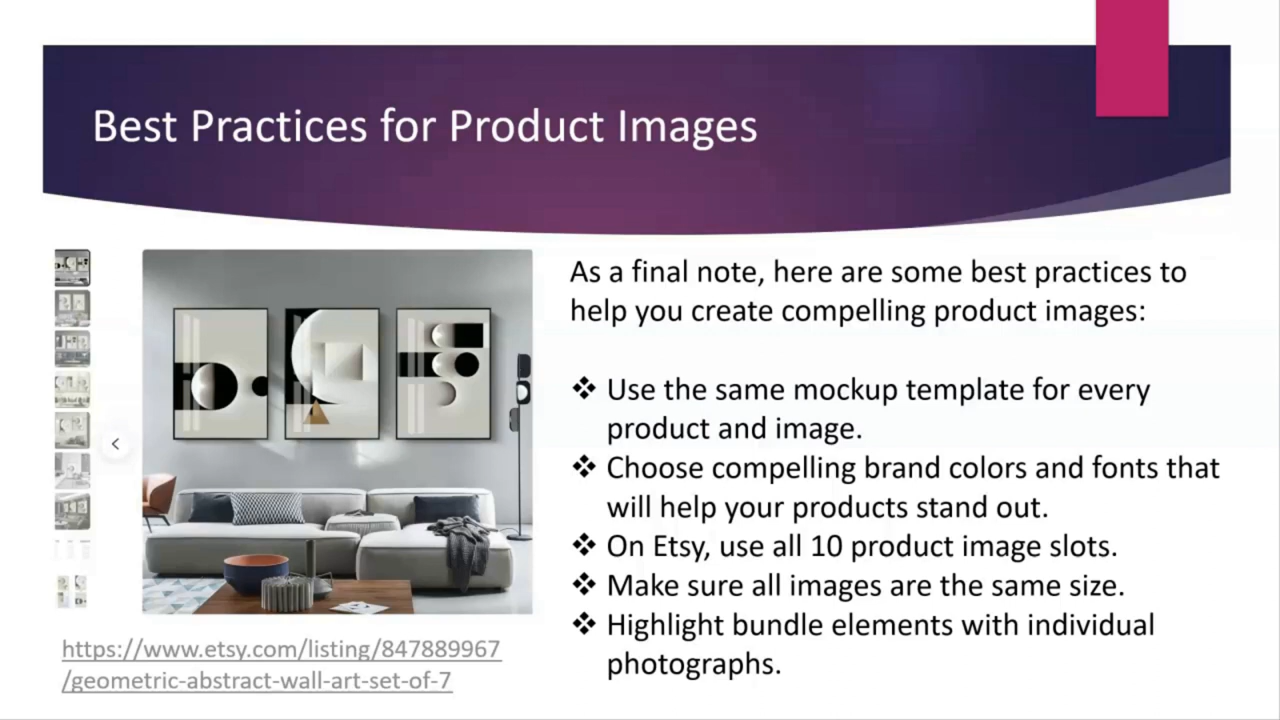 Best Practices for Product Images
As a final note, here are some best practices to
help you create compelling product images:
❖ Use the same mockup template for every
product and image.
❖ Choose compelling brand colors and fonts that
will help your products stand out.
❖ On Etsy, use all 10 product image slots.
❖ Make sure all images are the same size.
❖ Highlight bundle elements with individual
photographs.
https://www.etsy.com/listing/847889967
/geometric-abstract-wall-art-set-of-7